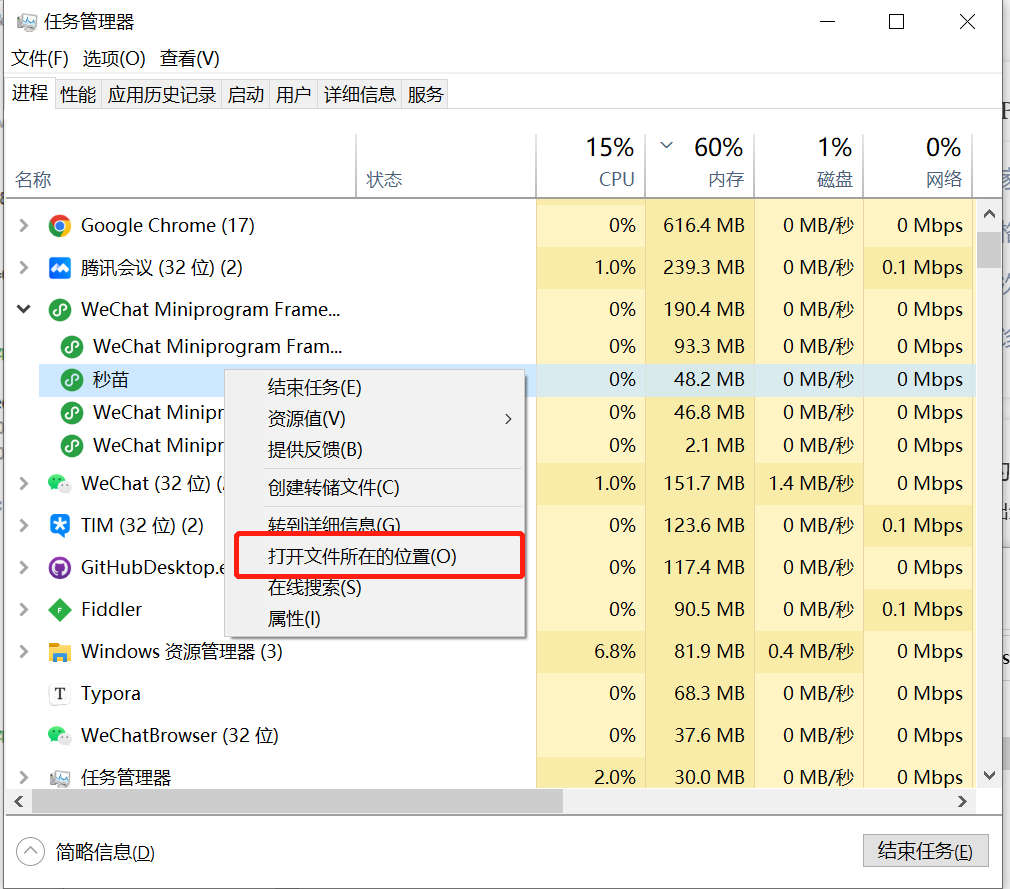 任务管理器
文件(F) 选项(O) 查看(V)
进程 性能 应用历史记录 启动 用户 详细信息 服务
15% 60% 1% 0%
名称 状态 CPU 内存 磁盘 网络
Google Chrome (17) 0% 616.4 MB 0 MB/秒 0 Mbps
腾讯会议 (32 位) (2) 1.0% 239.3 MB 0 MB/秒 0.1 Mbps
WeChat Miniprogram Frame... 0% 190.4 MB 0 MB/秒 0 Mbps
WeChat Miniprogram Fram... 0% 93.3 MB 0 MB/秒 0 Mbps
秒苗 0% 48.2 MB 0 MB/秒 0 Mbps
WeChat Minipr 0% 46.8 MB 0 MB/秒 0 Mbps
WeChat Minipr 0% 2.1 MB 0 MB/秒 0 Mbps
WeChat (32 位) 1.0% 151.7 MB 1.4 MB/秒 0 Mbps
TIM (32 位) (2) 0% 123.6 MB 0 MB/秒 0.1 Mbps
GitHubDesktop.e 0% 117.4 MB 0 MB/秒 0 Mbps
Fiddler 0% 90.5 MB 0 MB/秒 0.1 Mbps
Windows 资源管理器 (3) 6.8% 81.9 MB 0.4 MB/秒 0 Mbps
Typora 0% 68.3 MB 0 MB/秒 0 Mbps
WeChatBrowser (32 位) 0% 37.6 MB 0 MB/秒 0 Mbps
任务管理器 2.0% 30.0 MB 0 MB/秒 0 Mbps
结束任务(E)
资源值(V)
提供反馈(B)
创建转储文件(C)
转到详细信息(G)
打开文件所在的位置(O)
在线搜索(S)
属性(I)
简略信息(D) 结束任务(E)